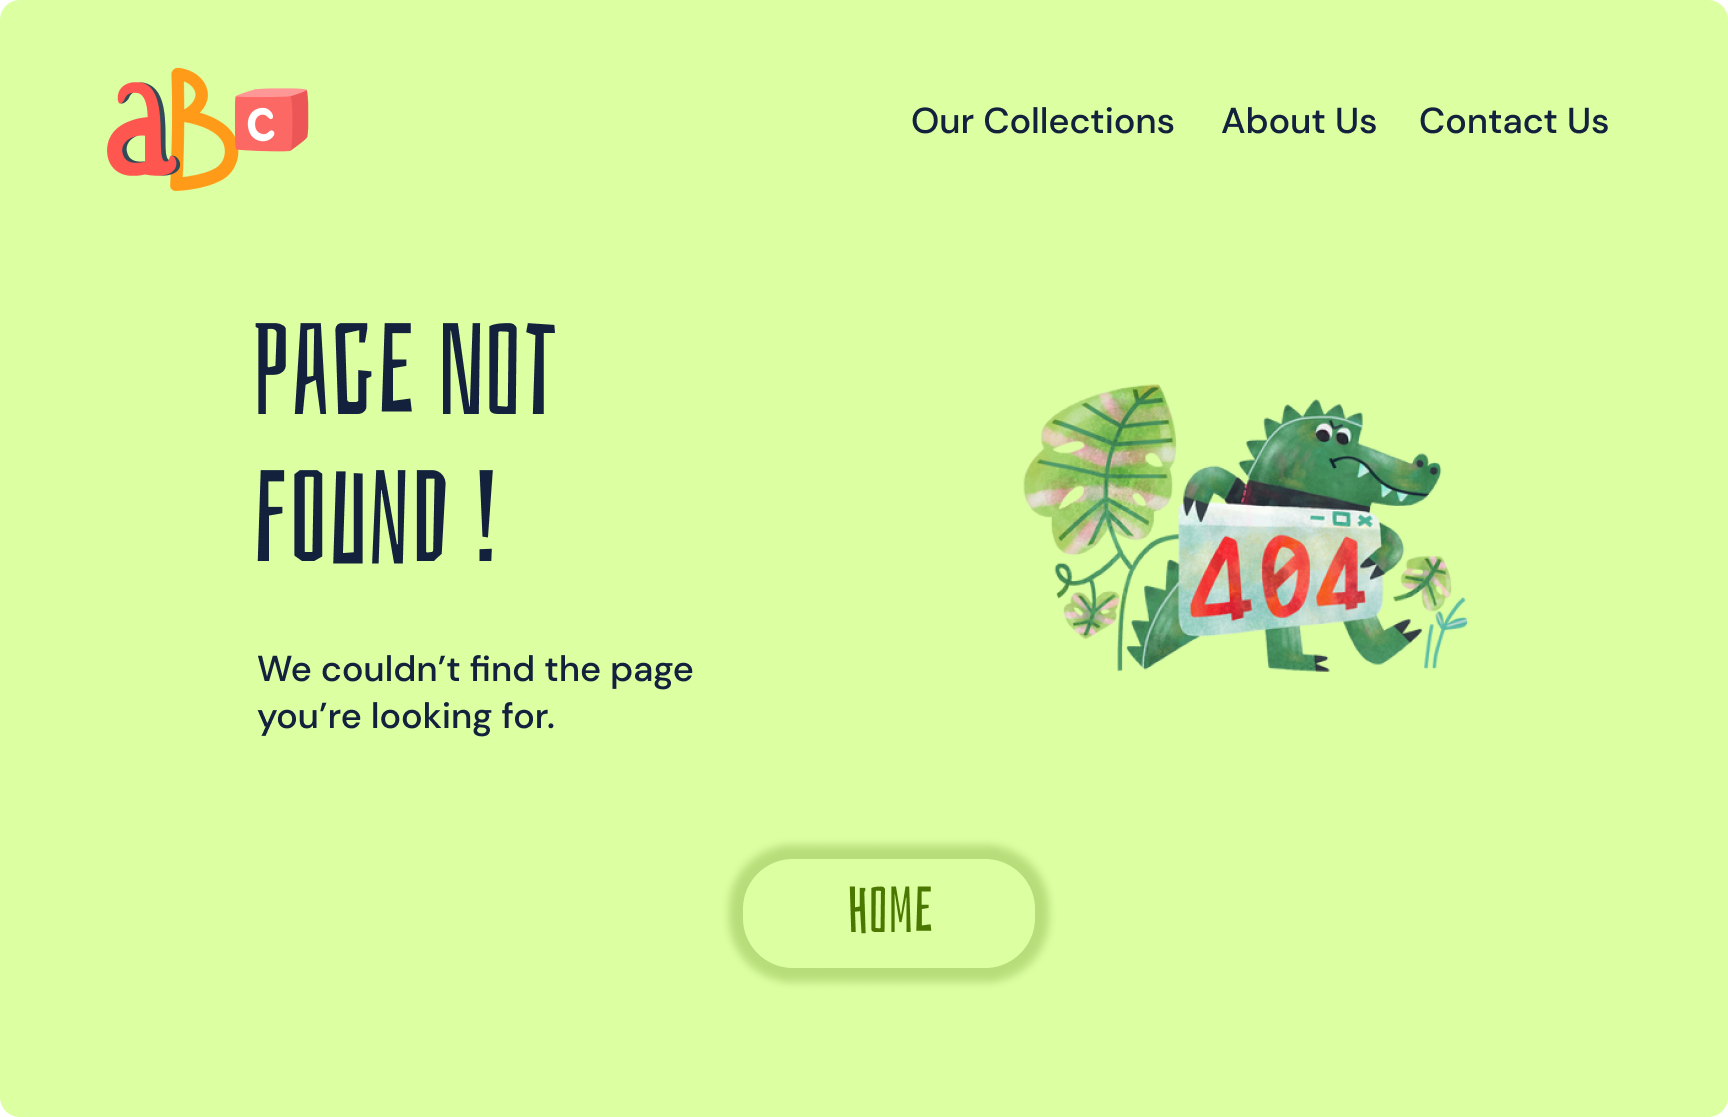 aBc
Our Collections About Us Contact Us
PAGE NOT
FOUND !
404
We couldn’t find the page
you’re looking for.
HOME